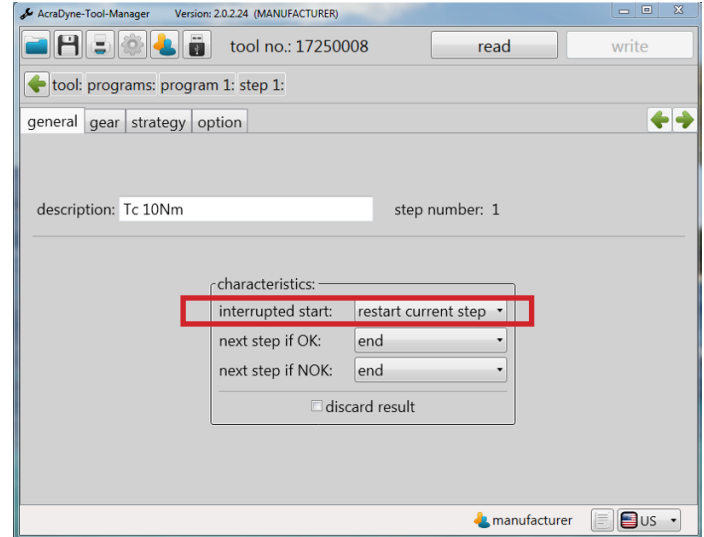 AcraDyne-Tool-Manager Version: 2.0.2.24 (MANUFACTURER)
tool no.: 17250008 read write
tool: programs: program 1: step 1:
general gear strategy option
description: Tc 10Nm step number: 1
characteristics:
interrupted start: restart current step
next step if OK: end
next step if NOK: end
discard result
manufacturer US